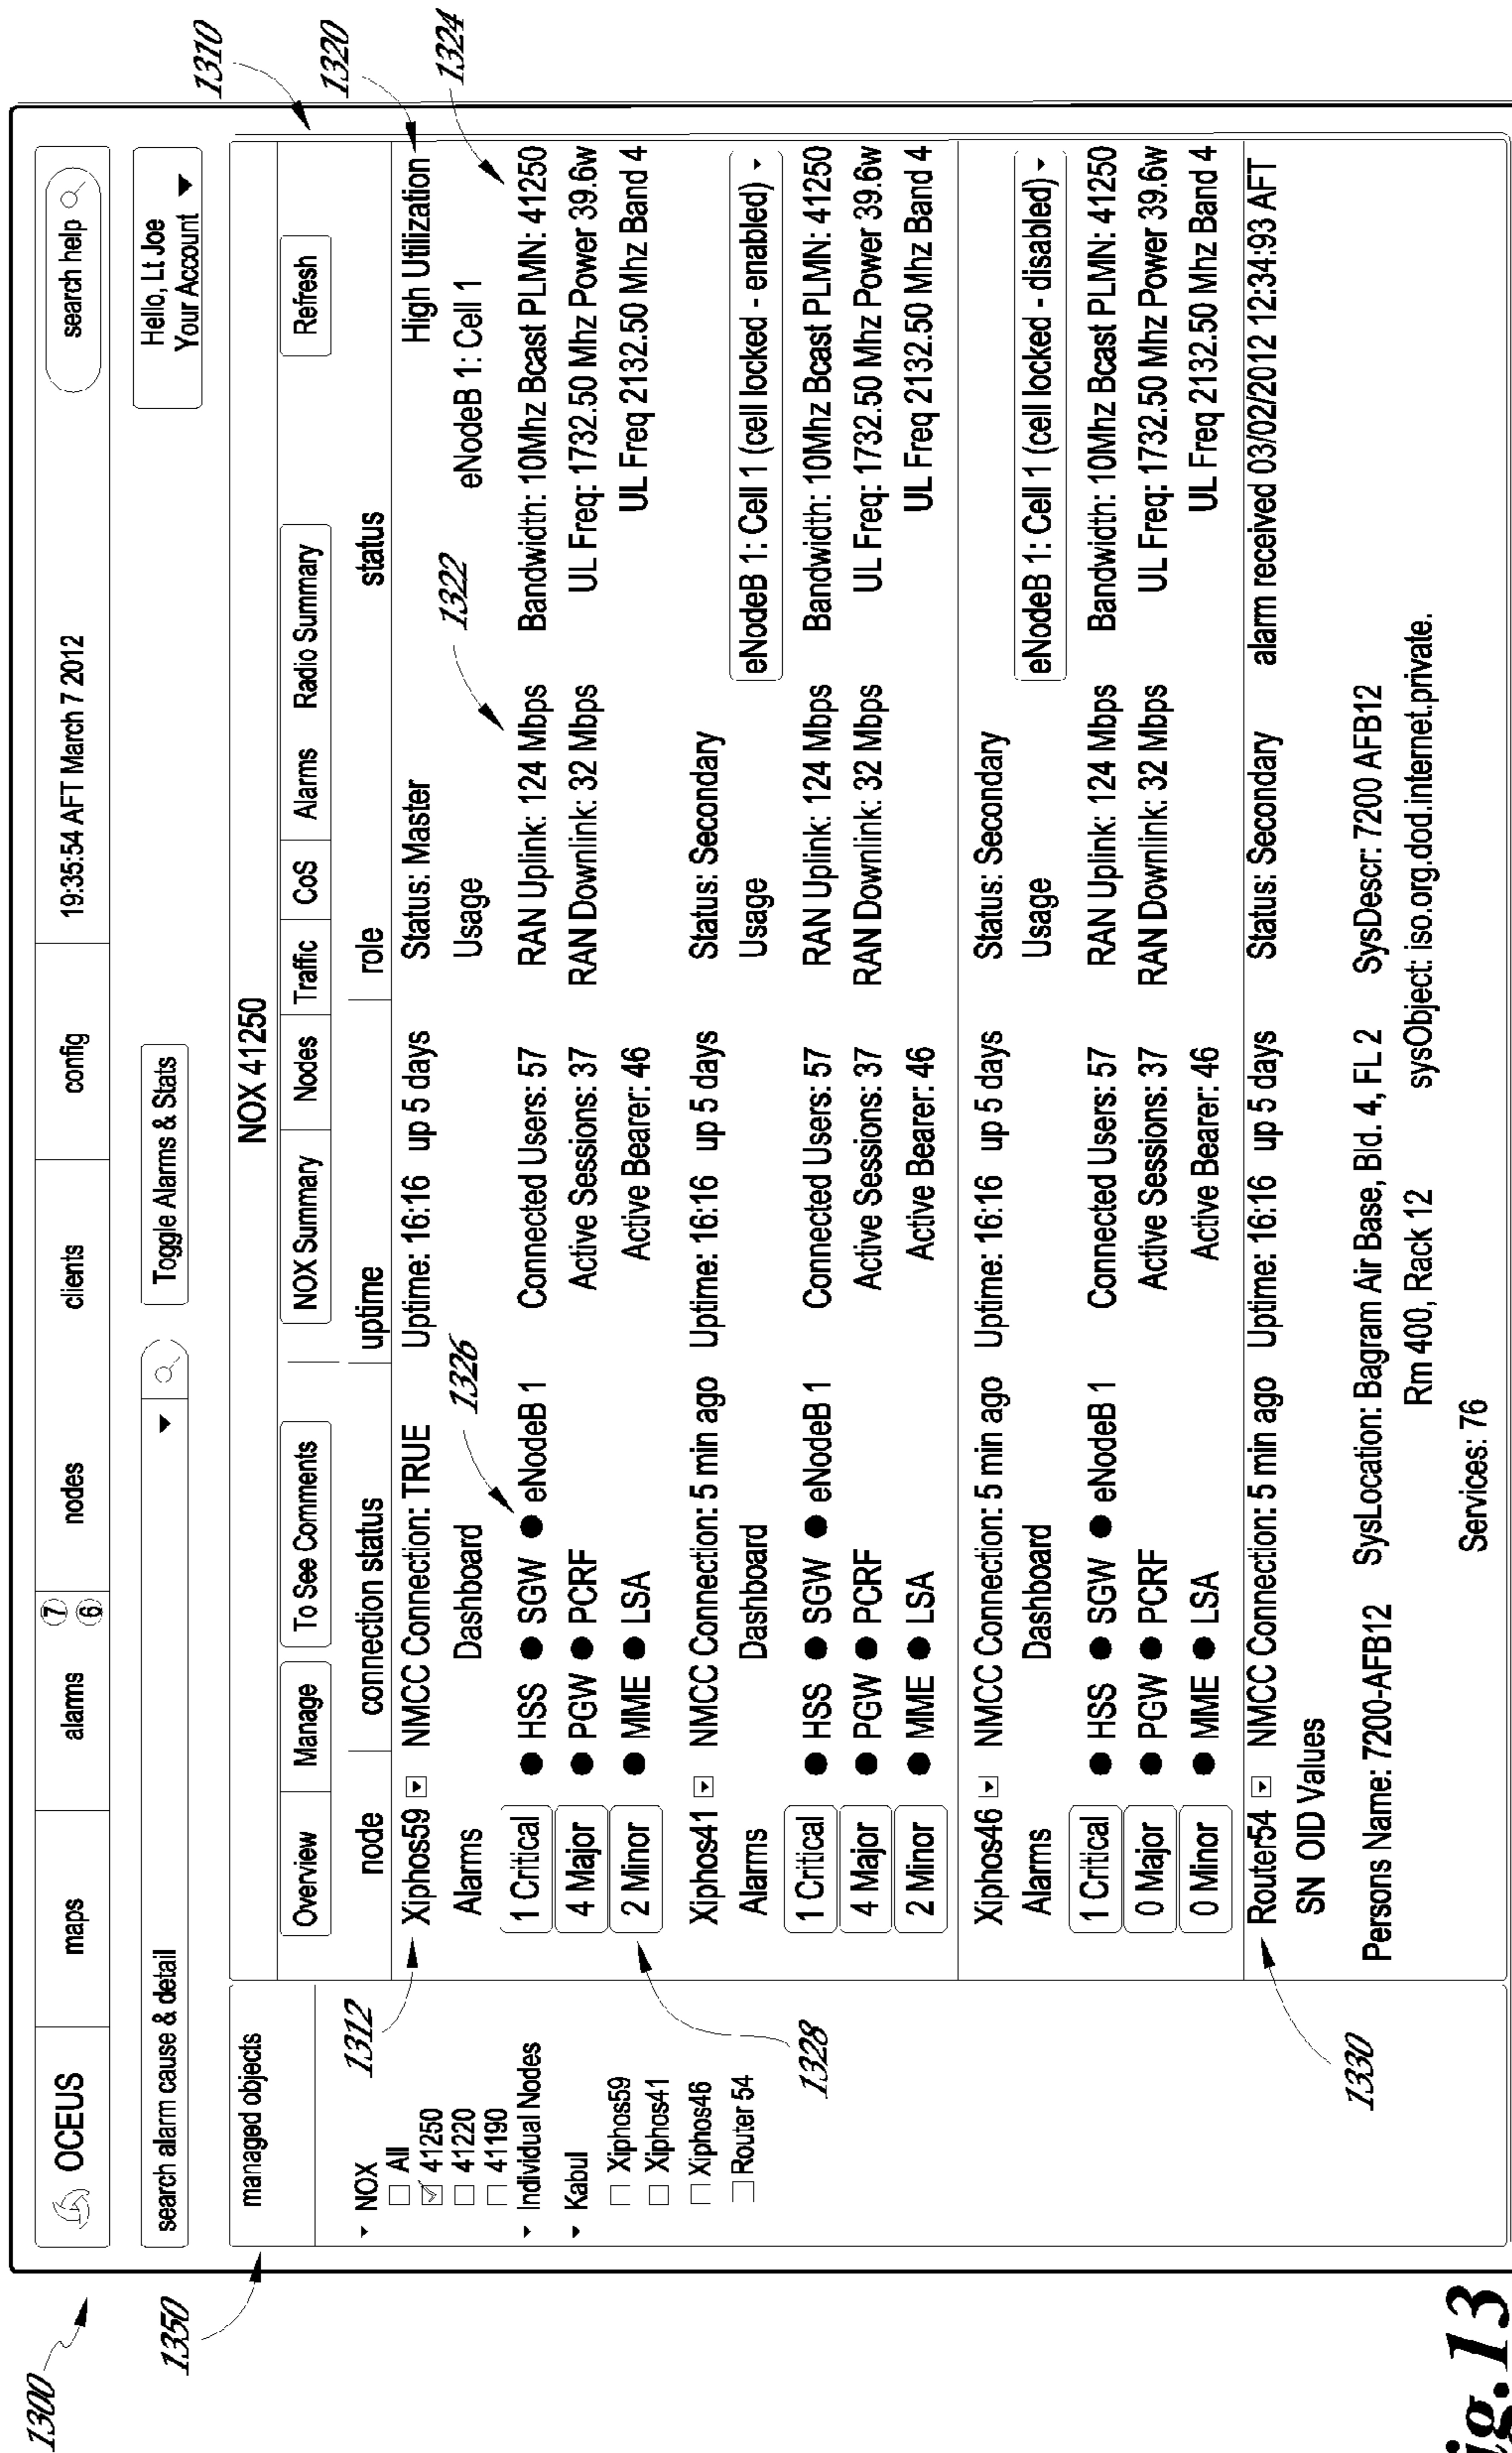 1300
OCEUS
maps
alarms
7
6
nodes
clients
config
19:35:54 AFT March 7 2012
search help
1350
search alarm cause & detail
Toggle Alarms & Stats
Hello, Lt Joe
Your Account
1310
managed objects
NOX
All
41250
41220
41190
Individual Nodes
Kabul
Xiphos59
Xiphos41
Xiphos46
Router 54
NOX 41250
Overview
Manage
To See Comments
NOX Summary
Nodes
Traffic
CoS
Alarms
Radio Summary
Refresh
1320
node
connection status
uptime
role
status
1312
Xiphos59 NMCC Connection: TRUE Uptime: 16:16 up 5 days Status: Master High Utilization
1326
1322
1324
Alarms Dashboard Usage eNodeB 1: Cell 1
1 Critical HSS SGW eNodeB 1 Connected Users: 57 RAN Uplink: 124 Mbps Bandwidth: 10Mhz Bcast PLMN: 41250
4 Major PGW PCRF Active Sessions: 37 RAN Downlink: 32 Mbps UL Freq: 1732.50 Mhz Power 39.6w
2 Minor MME LSA Active Bearer: 46 UL Freq 2132.50 Mhz Band 4
1328
Xiphos41 NMCC Connection: 5 min ago Uptime: 16:16 up 5 days Status: Secondary
Alarms Dashboard Usage eNodeB 1: Cell 1 (cell locked - enabled)
1 Critical HSS SGW eNodeB 1 Connected Users: 57 RAN Uplink: 124 Mbps Bandwidth: 10Mhz Bcast PLMN: 41250
4 Major PGW PCRF Active Sessions: 37 RAN Downlink: 32 Mbps UL Freq: 1732.50 Mhz Power 39.6w
2 Minor MME LSA Active Bearer: 46 UL Freq 2132.50 Mhz Band 4
Xiphos46 NMCC Connection: 5 min ago Uptime: 16:16 up 5 days Status: Secondary
Alarms Dashboard Usage eNodeB 1: Cell 1 (cell locked - disabled)
1 Critical HSS SGW eNodeB 1 Connected Users: 57 RAN Uplink: 124 Mbps Bandwidth: 10Mhz Bcast PLMN: 41250
0 Major PGW PCRF Active Sessions: 37 RAN Downlink: 32 Mbps UL Freq: 1732.50 Mhz Power 39.6w
0 Minor MME LSA Active Bearer: 46 UL Freq 2132.50 Mhz Band 4
1330
Router54 NMCC Connection: 5 min ago Uptime: 16:16 up 5 days Status: Secondary alarm received 03/02/2012 12:34:93 AFT
SN OID Values
Persons Name: 7200-AFB12 SysLocation: Bagram Air Base, Bld. 4, FL 2 SysDescr: 7200 AFB12
Rm 400, Rack 12 sysObject: iso.org.dod.internet.private.
Services: 76
ig.13